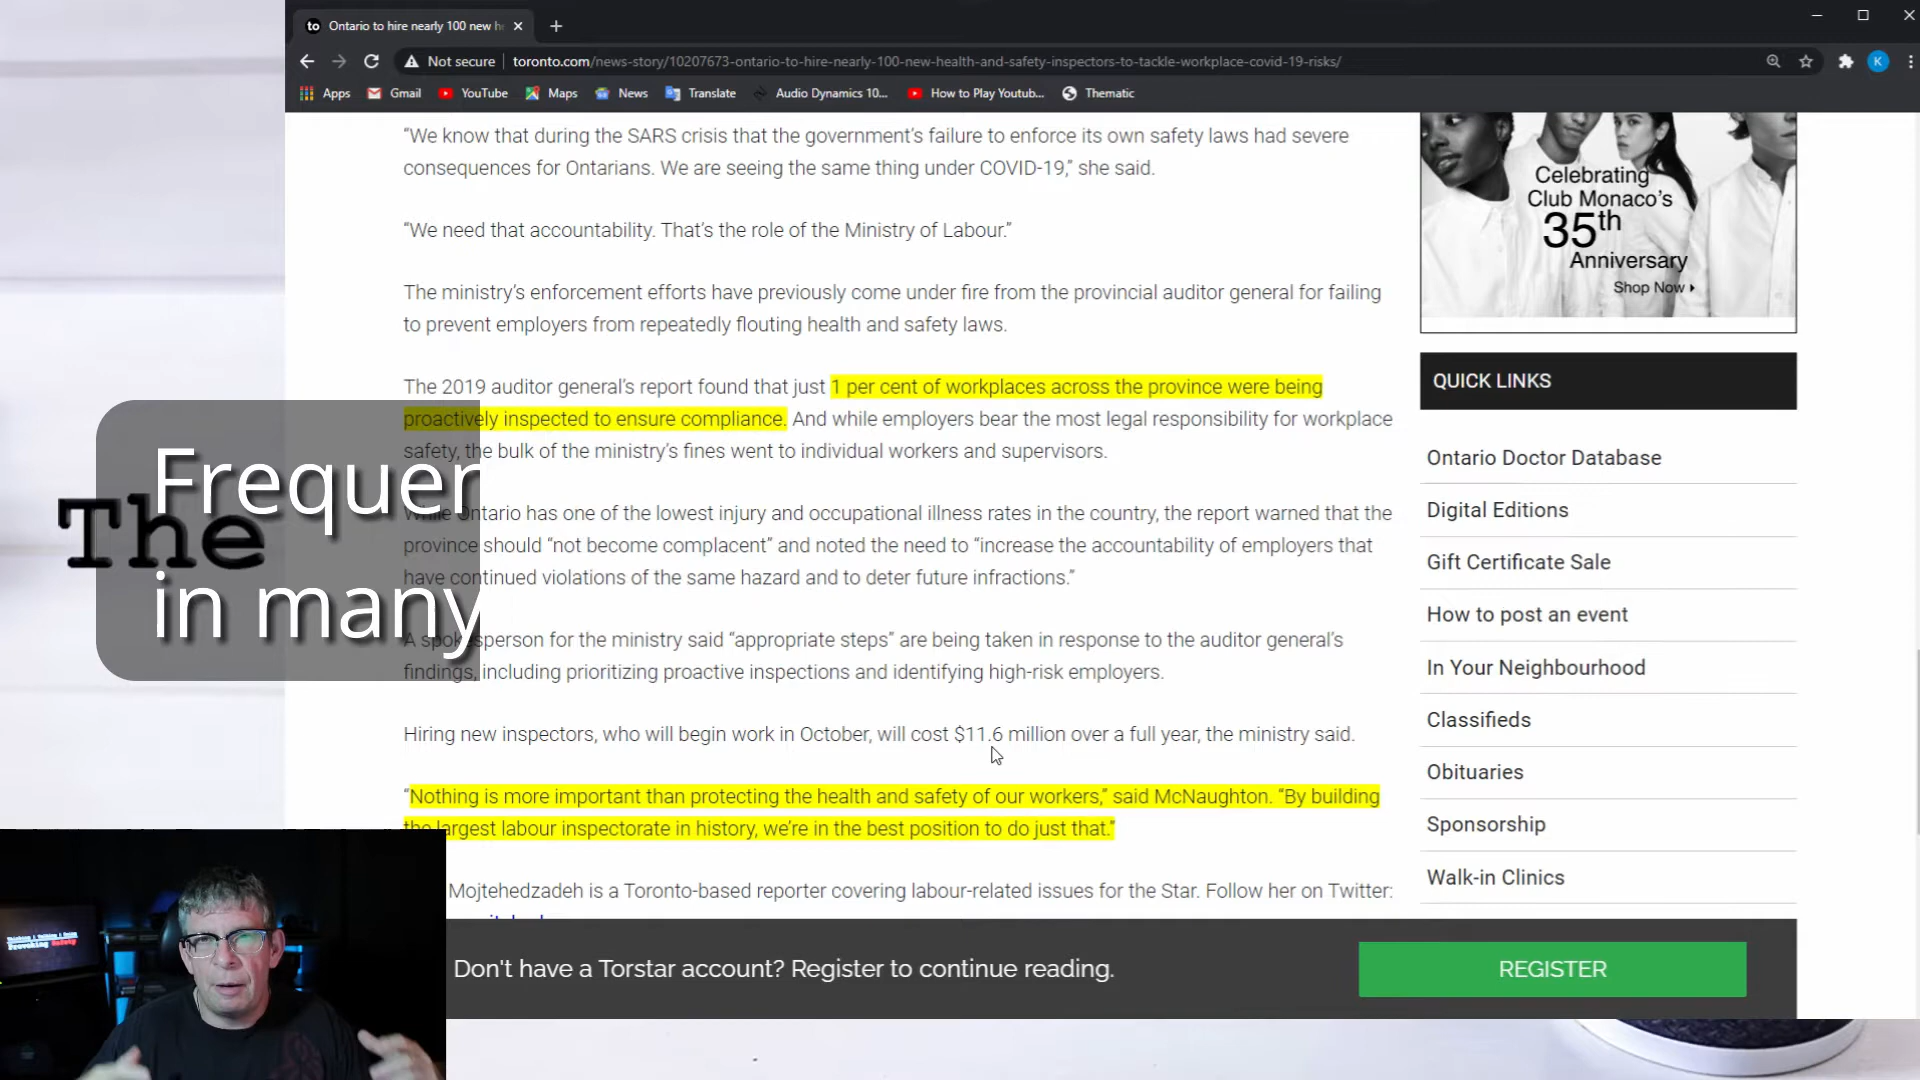 to Ontario to hire nearly 100 new h
Not secure toronto.com/news-story/10207673-ontario-to-hire-nearly-100-new-health-and-safety-inspectors-to-tackle-workplace-covid-19-risks/
K
Apps Gmail YouTube Maps News Translate Audio Dynamics 10... How to Play Youtub... Thematic
“We know that during the SARS crisis that the government’s failure to enforce its own safety laws had severe
consequences for Ontarians. We are seeing the same thing under COVID-19,” she said.
“We need that accountability. That’s the role of the Ministry of Labour.”
The ministry’s enforcement efforts have previously come under fire from the provincial auditor general for failing
to prevent employers from repeatedly flouting health and safety laws.
The 2019 auditor general’s report found that just 1 per cent of workplaces across the province were being
proactively inspected to ensure compliance. And while employers bear the most legal responsibility for workplace
safety, the bulk of the ministry’s fines went to individual workers and supervisors.
While Ontario has one of the lowest injury and occupational illness rates in the country, the report warned that the
province should “not become complacent” and noted the need to “increase the accountability of employers that
have continued violations of the same hazard and to deter future infractions.”
A spokesperson for the ministry said “appropriate steps” are being taken in response to the auditor general’s
findings, including prioritizing proactive inspections and identifying high-risk employers.
Hiring new inspectors, who will begin work in October, will cost $11.6 million over a full year, the ministry said.
“Nothing is more important than protecting the health and safety of our workers,” said McNaughton. “By building
the largest labour inspectorate in history, we’re in the best position to do just that.”
Mojtehedzadeh is a Toronto-based reporter covering labour-related issues for the Star. Follow her on Twitter:
Don't have a Torstar account? Register to continue reading.
REGISTER
Celebrating
Club Monaco’s
35th
Anniversary
Shop Now
QUICK LINKS
Ontario Doctor Database
Digital Editions
Gift Certificate Sale
How to post an event
In Your Neighbourhood
Classifieds
Obituaries
Sponsorship
Walk-in Clinics
The
Frequen
in many
Provoking Safety